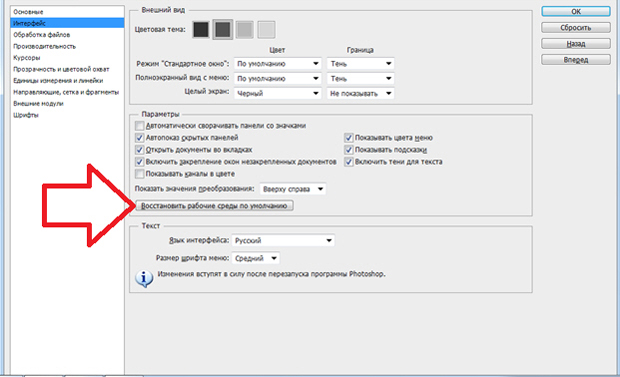 Основные
Интерфейс
Обработка файлов
Производительность
Курсоры
Прозрачность и цветовой охват
Единицы измерения и линейки
Направляющие, сетка и фрагменты
Внешние модули
Шрифты
Внешний вид
Цветовая тема:
Цвет Граница
Режим "Стандартное окно": По умолчанию Тень
Полноэкранный вид с меню: По умолчанию Тень
Целый экран: Черный Не показывать
Параметры
Автоматически сворачивать панели со значками
Автопоказ скрытых панелей Показывать цвета меню
Открыть документы во вкладках Показывать подсказки
Включить закрепление окон незакрепленных документов Включить тени для текста
Показывать каналы в цвете
Показать значения преобразования: Вверху справа
Восстановить рабочие среды по умолчанию
Текст
Язык интерфейса: Русский
Размер шрифта меню: Средний
Изменения вступят в силу после перезапуска программы Photoshop.
ОК
Сбросить
Назад
Вперед